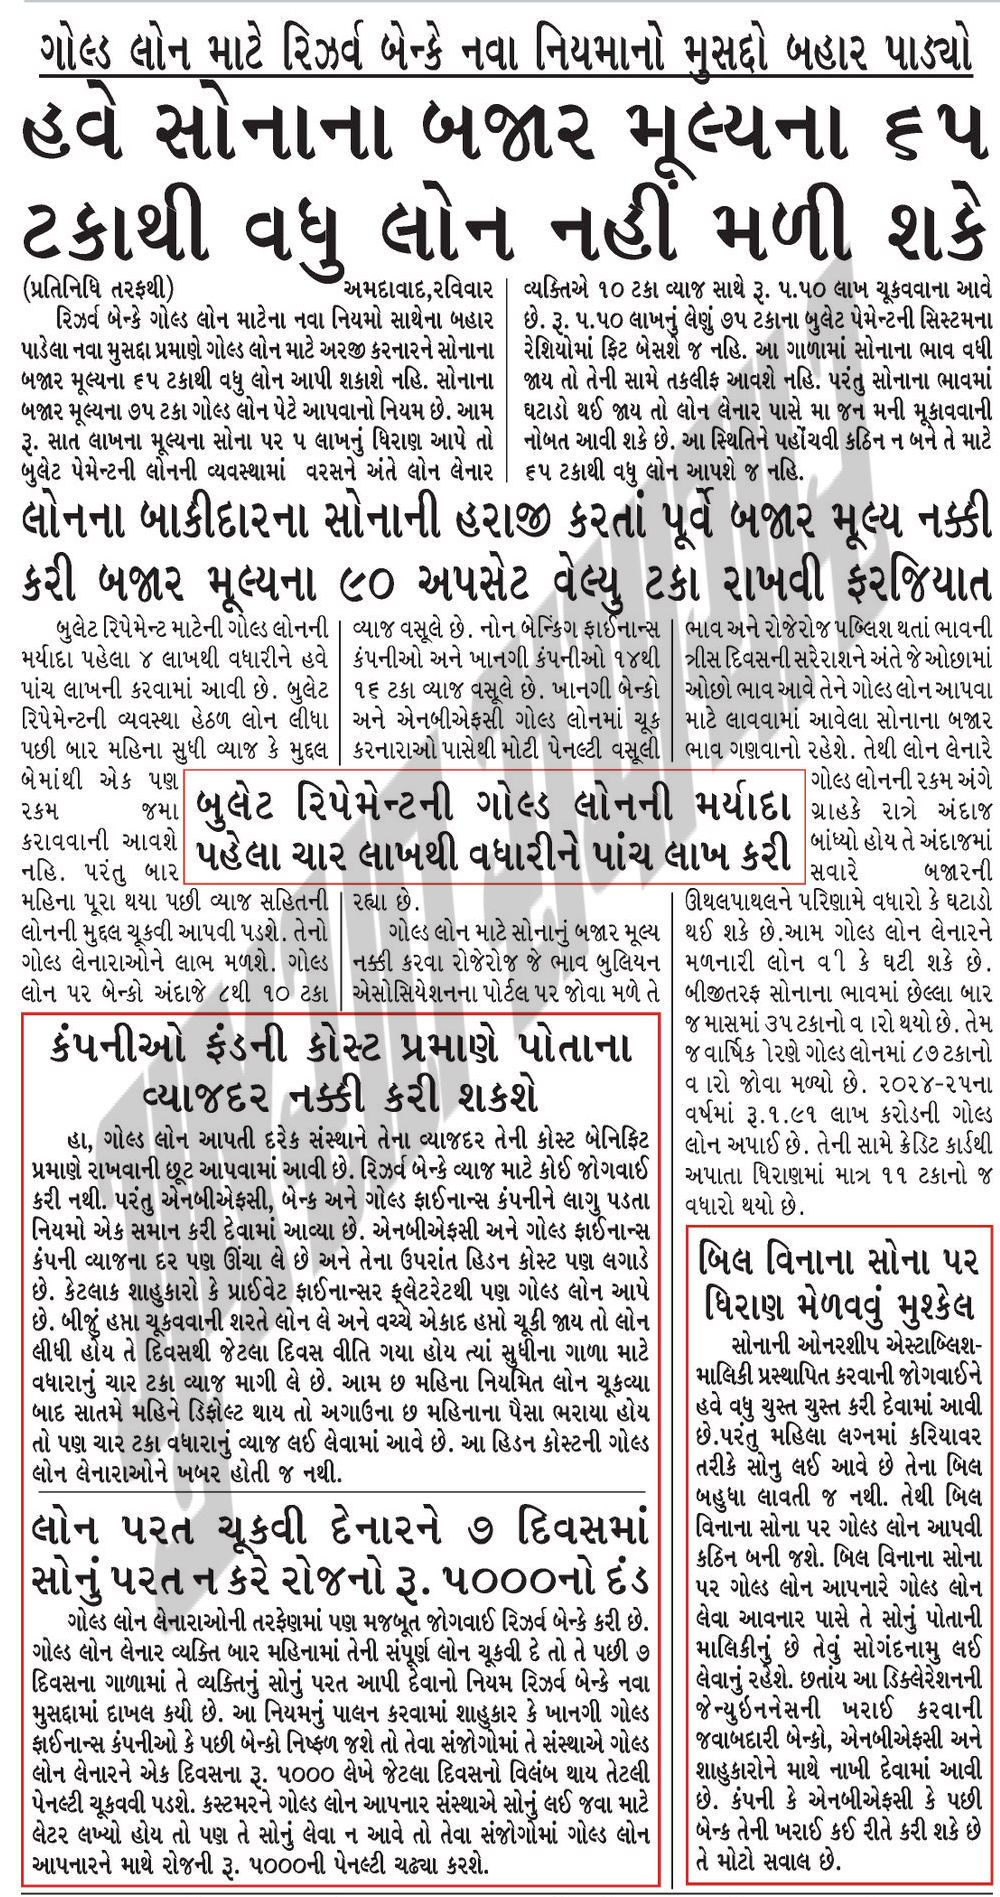 ગોલ્ડ લોન માટે રિઝર્વ બેન્કે નવા નિયમાનો મુસદ્દો બહાર પાડ્યો
હવે સોનાના બજાર મૂલ્યના ૬૫
ટકાથી વધુ લોન નહીં મળી શકે
(પ્રતિનિધિ તરફથી) અમદાવાદ,રવિવાર
રિઝર્વ બેન્કે ગોલ્ડ લોન માટેના નવા નિયમો સાથેના બહાર
પાડેલા નવા મુસદ્દા પ્રમાણે ગોલ્ડ લોન માટે અરજી કરનારને સોનાના
બજાર મૂલ્યના ૬૫ ટકાથી વધુ લોન આપી શકાશે નહિ. સોનાના
બજાર મૂલ્યના ૭૫ ટકા ગોલ્ડ લોન પેટે આપવાનો નિયમ છે. આમ
રૂ. સાત લાખના મૂલ્યના સોના પર ૫ લાખનું ધિરાણ આપે તો
બુલેટ પેમેન્ટની લોનની વ્યવસ્થામાં વરસને અંતે લોન લેનાર
વ્યક્તિએ ૧૦ ટકા વ્યાજ સાથે રૂ. ૫.૫૦ લાખ ચૂકવવાના આવે
છે. રૂ. ૫.૫૦ લાખનું લેણું ૭૫ ટકાના બુલેટ પેમેન્ટની સિસ્ટમના
રેશિયોમાં ફિટ બેસશે જ નહિ. આ ગાળામાં સોનાના ભાવ વધી
જાય તો તેની સામે તકલીફ આવશે નહિ. પરંતુ સોનાના ભાવમાં
ઘટાડો થઈ જાય તો લોન લેનાર પાસે મા જન મની મૂકાવવાની
નોબત આવી શકે છે. આ સ્થિતિને પહોંચવી કઠિન ન બને તે માટે
૬૫ ટકાથી વધુ લોન આપશે જ નહિ.
લોનના બાકીદારના સોનાની હરાજી કરતાં પૂર્વે બજાર મૂલ્ય નક્કી
કરી બજાર મૂલ્યના ૯૦ અપસેટ વેલ્યુ ટકા રાખવી ફરજિયાત
બુલેટ રિપેમેન્ટ માટેની ગોલ્ડ લોનની
મર્યાદા પહેલા ૪ લાખથી વધારીને હવે
પાંચ લાખની કરવામાં આવી છે. બુલેટ
રિપેમેન્ટની વ્યવસ્થા હેઠળ લોન લીધા
પછી બાર મહિના સુધી વ્યાજ કે મુદ્દલ
બેમાંથી એક પણ
રકમ જમા
કરાવવાની આવશે
નહિ. પરંતુ બાર
મહિના પૂરા થયા પછી વ્યાજ સહિતની
લોનની મુદ્દલ ચૂકવી આપવી પડશે. તેનો
ગોલ્ડ લેનારાઓને લાભ મળશે. ગોલ્ડ
લોન પર બેન્કો અંદાજે ૮થી ૧૦ ટકા
વ્યાજ વસૂલે છે. નોન બેન્કિંગ ફાઈનાન્સ
કંપનીઓ અને ખાનગી કંપનીઓ ૧૪થી
૧૬ ટકા વ્યાજ વસૂલે છે. ખાનગી બેન્કો
અને એનબીએફસી ગોલ્ડ લોનમાં ચૂક
કરનારાઓ પાસેથી મોટી પેનલ્ટી વસૂલી
બુલેટ રિપેમેન્ટની ગોલ્ડ લોનની મર્યાદા
પહેલા ચાર લાખથી વધારીને પાંચ લાખ કરી
રહ્યા છે.
ગોલ્ડ લોન માટે સોનાનું બજાર મૂલ્ય
નક્કી કરવા રોજેરોજ જે ભાવ બુલિયન
એસોસિયેશનના પોર્ટલ પર જોવા મળે તે
ભાવ અને રોજેરોજ પબ્લિશ થતાં ભાવની
ત્રીસ દિવસની સરેરાશને અંતે જે ઓછામાં
ઓછો ભાવ આવે તેને ગોલ્ડ લોન આપવા
માટે લાવવામાં આવેલા સોનાના બજાર
ભાવ ગણવાનો રહેશે. તેથી લોન લેનારે
ગોલ્ડ લોનની રકમ અંગે
ગ્રાહકે રાત્રે અંદાજ
બાંધ્યો હોય તે અંદાજમાં
સવારે બજારની
ઊથલપાથલને પરિણામે વધારો કે ઘટાડો
થઈ શકે છે.આમ ગોલ્ડ લોન લેનારને
મળનારી લોન વી કે ઘટી શકે છે.
બીજીતરફ સોનાના ભાવમાં છેલ્લા બાર
જ માસમાં ૩૫ ટકાનો વ ારો થયો છે. તેમ
જ વાર્ષિક ોરણે ગોલ્ડ લોનમાં ૮૭ ટકાનો
વ ારો જોવા મળ્યો છે. ૨૦૨૪-૨૫ના
વર્ષમાં રૂ.૧.૯૧ લાખ કરોડની ગોલ્ડ
લોન અપાઈ છે. તેની સામે ક્રેડિટ કાર્ડથી
અપાતા ધિરાણમાં માત્ર ૧૧ ટકાનો જ
વધારો થયો છે.
કંપનીઓ ફંડની કોસ્ટ પ્રમાણે પોતાના
વ્યાજદર નક્કી કરી શકશે
હા, ગોલ્ડ લોન આપતી દરેક સંસ્થાને તેના વ્યાજદર તેની કોસ્ટ બેનિફિટ
પ્રમાણે રાખવાની છૂટ આપવામાં આવી છે. રિઝર્વ બેન્કે વ્યાજ માટે કોઈ જોગવાઈ
કરી નથી. પરંતુ એનબીએફસી, બેન્ક અને ગોલ્ડ ફાઈનાન્સ કંપનીને લાગુ પડતા
નિયમો એક સમાન કરી દેવામાં આવ્યા છે. એનબીએફસી અને ગોલ્ડ ફાઈનાન્સ
કંપની વ્યાજના દર પણ ઊંચા લે છે અને તેના ઉપરાંત હિડન કોસ્ટ પણ લગાડે
છે. કેટલાક શાહુકારો કે પ્રાઈવેટ ફાઈનાન્સર ફ્લેટરેટથી પણ ગોલ્ડ લોન આપે
છે. બીજું હપ્તા ચૂકવવાની શરતે લોન લે અને વચ્ચે એકાદ હપ્તો ચૂકી જાય તો લોન
લીધી હોય તે દિવસથી જેટલા દિવસ વીતિ ગયા હોય ત્યાં સુધીના ગાળા માટે
વધારાનું ચાર ટકા વ્યાજ માગી લે છે. આમ છ મહિના નિયમિત લોન ચૂકવ્યા
બાદ સાતમે મહિને ડિફોલ્ટ થાય તો અગાઉના છ મહિનાના પૈસા ભરાયા હોય
તો પણ ચાર ટકા વધારાનું વ્યાજ લઈ લેવામાં આવે છે. આ હિડન કોસ્ટની ગોલ્ડ
લોન લેનારાઓને ખબર હોતી જ નથી.
લોન પરત ચૂકવી દેનારને ૭ દિવસમાં
સોનું પરત ન કરે રોજનો રૂ. ૫૦૦૦નો દંડ
ગોલ્ડ લોન લેનારાઓની તરફેણમાં પણ મજબૂત જોગવાઈ રિઝર્વ બેન્કે કરી છે.
ગોલ્ડ લોન લેનાર વ્યક્તિ બાર મહિનામાં તેની સંપૂર્ણ લોન ચૂકવી દે તો તે પછી ૭
દિવસના ગાળામાં તે વ્યક્તિનું સોનું પરત આપી દેવાનો નિયમ રિઝર્વ બેન્કે નવા
મુસદ્દામાં દાખલ કર્યો છે. આ નિયમનું પાલન કરવામાં શાહુકાર કે ખાનગી ગોલ્ડ
ફાઈનાન્સ કંપનીઓ કે પછી બેન્કો નિષ્ફળ જશે તો તેવા સંજોગોમાં તે સંસ્થાએ ગોલ્ડ
લોન લેનારને એક દિવસના રૂ. ૫૦૦૦ લેખે જેટલા દિવસનો વિલંબ થાય તેટલી
પેનલ્ટી ચૂકવવી પડશે. કસ્ટમરને ગોલ્ડ લોન આપનાર સંસ્થાએ સોનું લઈ જવા માટે
લેટર લખ્યો હોય તો પણ તે સોનું લેવા ન આવે તો તેવા સંજોગોમાં ગોલ્ડ લોન
આપનારને માથે રોજની રૂ. ૫૦૦૦ની પેનલ્ટી ચઢ્યા કરશે.
બિલ વિનાના સોના પર
ધિરાણ મેળવવું મુશ્કેલ
સોનાની ઓનરશીપ એસ્ટાબ્લિશ-
માલિકી પ્રસ્થાપિત કરવાની જોગવાઈને
હવે વધુ ચુસ્ત ચુસ્ત કરી દેવામાં આવી
છે.પરંતુ મહિલા લગ્નમાં કરિયાવર
તરીકે સોનુ લઈ આવે છે તેના બિલ
બહુધા લાવતી જ નથી. તેથી બિલ
વિનાના સોના પર ગોલ્ડ લોન આપવી
કઠિન બની જશે. બિલ વિનાના સોના
પર ગોલ્ડ લોન આપનારે ગોલ્ડ લોન
લેવા આવનાર પાસે તે સોનું પોતાની
માલિકીનું છે તેવું સોગંદનામુ લઈ
લેવાનું રહેશે. છતાંય આ ડિક્લેરેશનની
જેન્યુઇનનેસની ખરાઈ કરવાની
જવાબદારી બેન્કો, એનબીએફસી અને
શાહુકારોને માથે નાખી દેવામાં આવી
છે. કંપની કે એનબીએફસી કે પછી
બેન્ક તેની ખરાઈ કઈ રીતે કરી શકે છે
તે મોટો સવાલ છે.